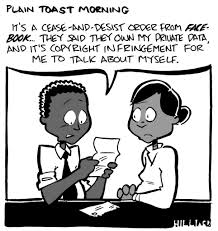 PLAIN TOAST MORNING
IT'S A CEASE-AND-DESIST ORDER FROM FACE-
BOOK... THEY SAID THEY OWN MY PRIVATE DATA,
AND IT'S COPYRIGHT INFRINGEMENT FOR
ME TO TALK ABOUT MYSELF.